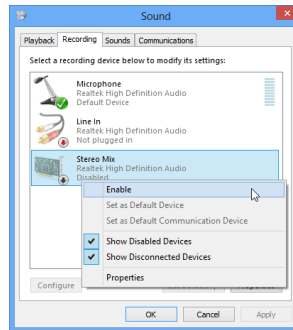 Sound
Playback Recording Sounds Communications
Select a recording device below to modify its settings:
Microphone
Realtek High Definition Audio
Default Device
Line In
Realtek High Definition Audio
Not plugged in
Stereo Mix
Realtek High Definition Audio
Disabled
Enable
Set as Default Device
Set as Default Communication Device
Show Disabled Devices
Show Disconnected Devices
Properties
Configure
OK Cancel Apply